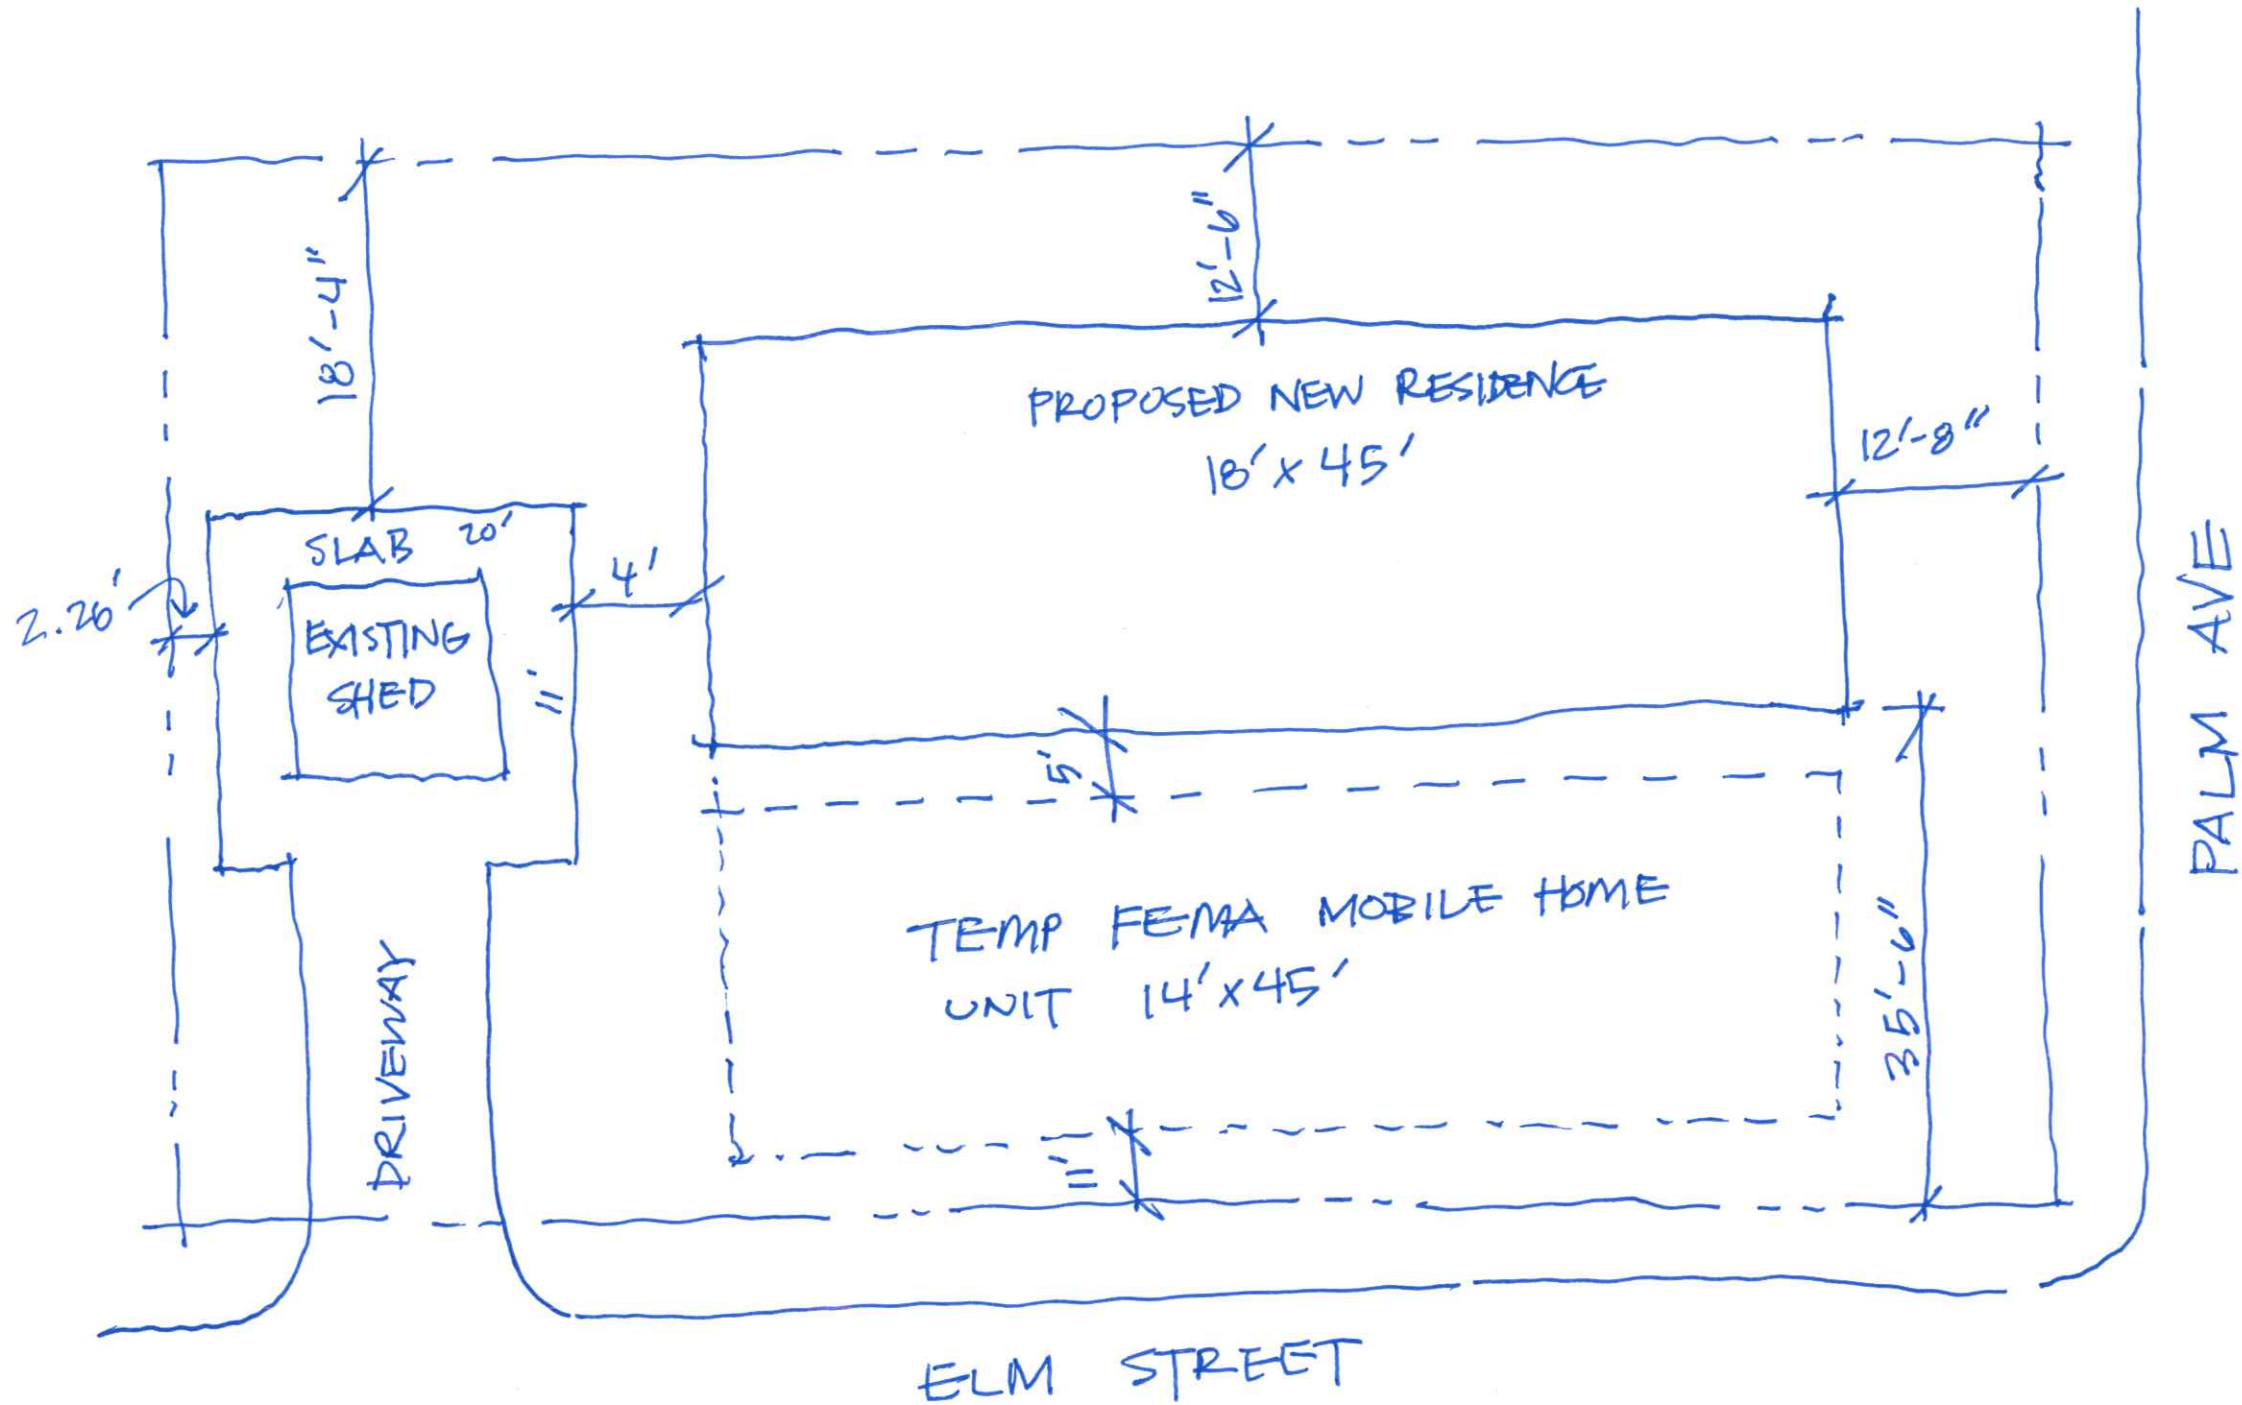 12'-6"
18'-4"
PROPOSED NEW RESIDENCE
18' x 45'
12'-8"
SLAB 20'
4'
2.26'
EXISTING
SHED
11'
PALM AVE
5'
TEMP FEMA MOBILE HOME
UNIT 14' x 45'
35'-6"
DRIVEWAY
11'
ELM STREET